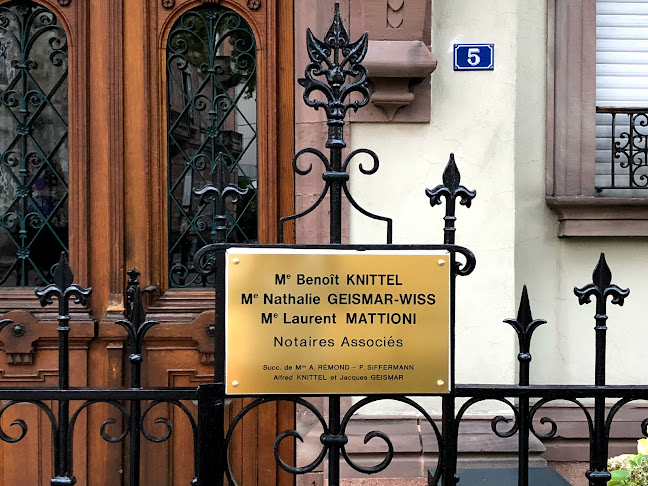 5
Mᵉ Benoît KNITTEL
Mᵉ Nathalie GEISMAR-WISS
Mᵉ Laurent MATTIONI
Notaires Associés
Succ. de Mᵉˢ A. RÉMOND - P. SIFFERMANN
Alfred KNITTEL et Jacques GEISMAR